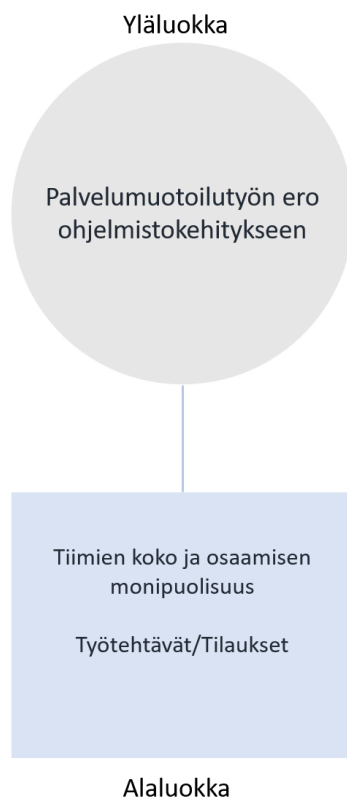 Yläluokka
Palvelumuotoilutyön ero
ohjelmistokehitykseen
Tiimien koko ja osaamisen
monipuolisuus
Työtehtävät/Tilaukset
Alaluokka